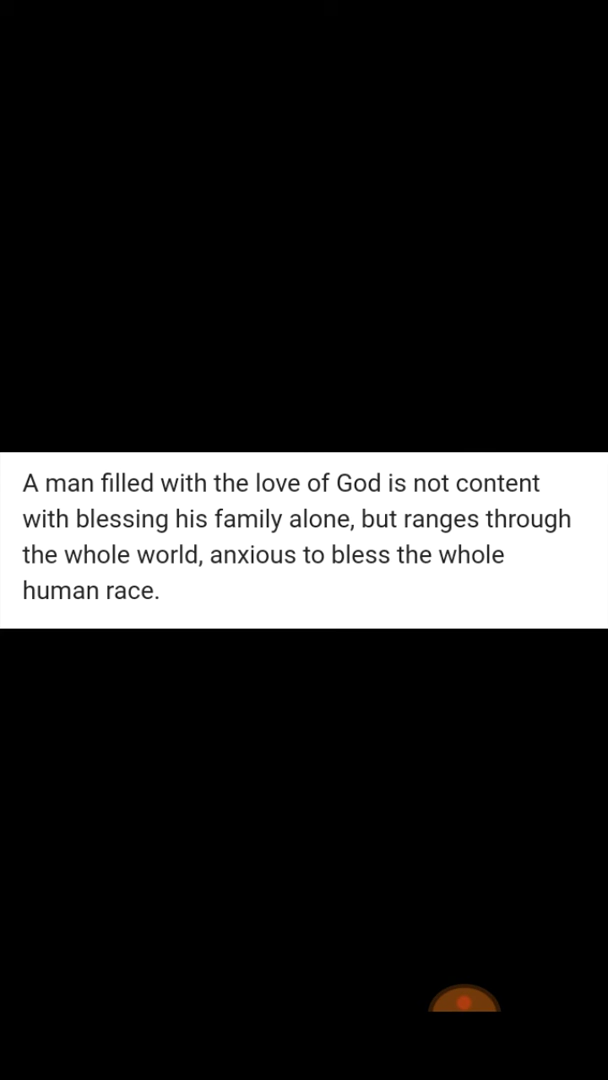 A man filled with the love of God is not content
with blessing his family alone, but ranges through
the whole world, anxious to bless the whole
human race.